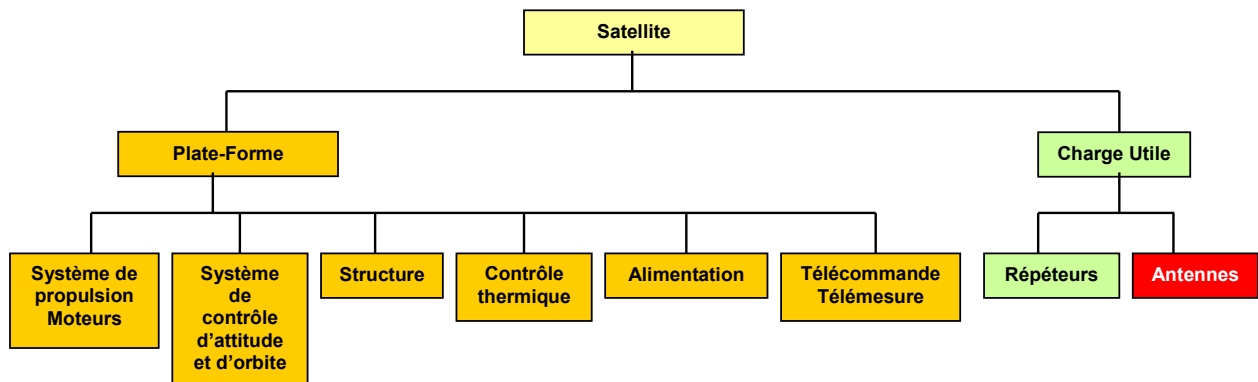 Satellite
Plate-Forme
Charge Utile
Système de
propulsion
Moteurs
Système
de
contrôle
d'attitude
et d'orbite
Structure
Contrôle
thermique
Alimentation
Télécommande
Télémesure
Répéteurs
Antennes